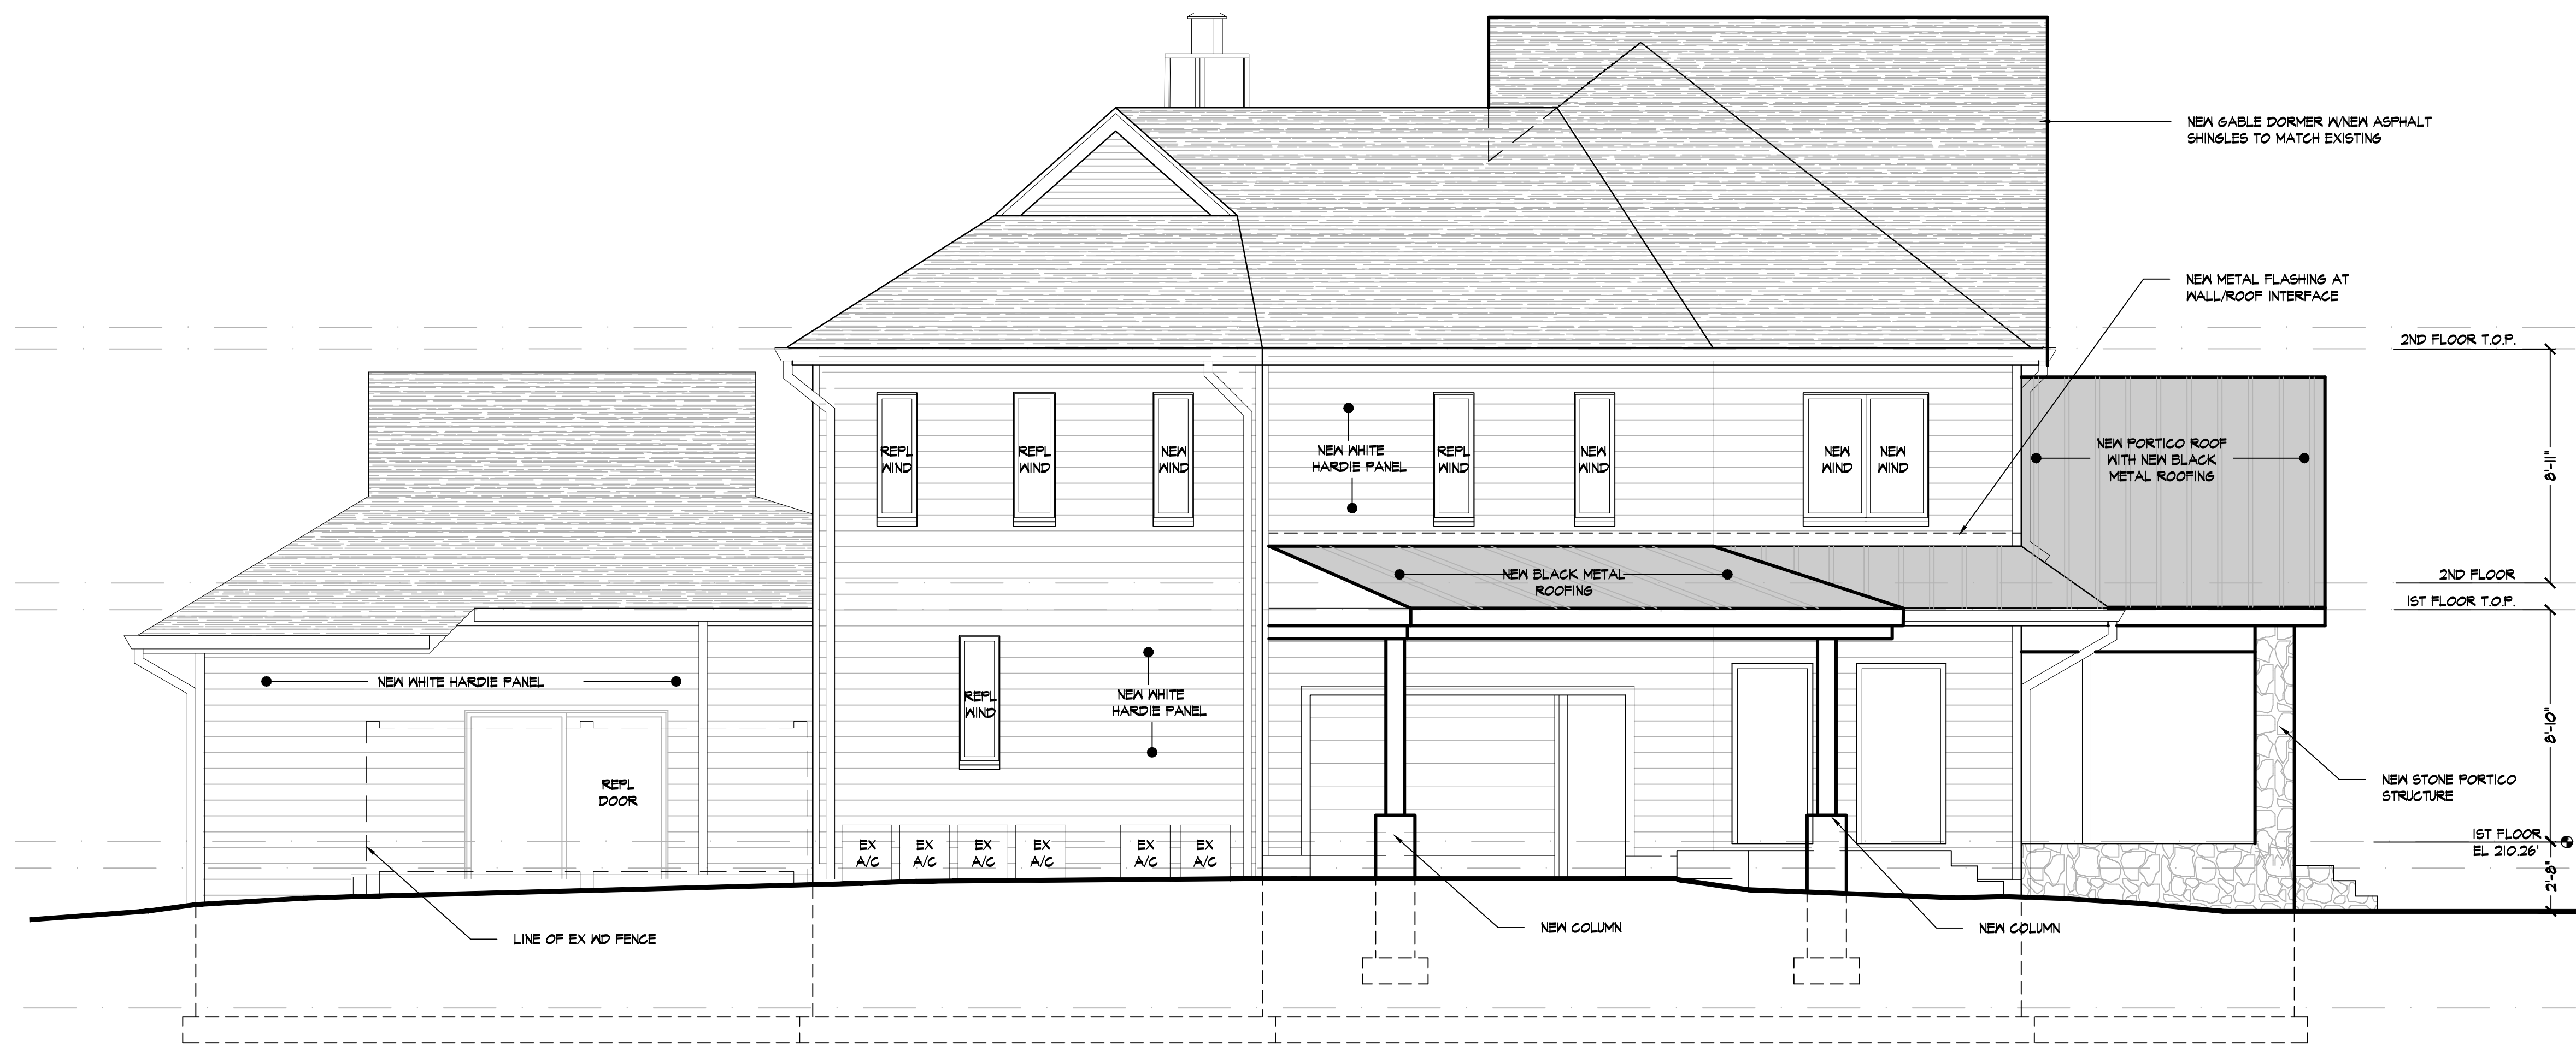 NEW GABLE DORMER W/NEW ASPHALT
SHINGLES TO MATCH EXISTING
NEW METAL FLASHING AT
WALL/ROOF INTERFACE
2ND FLOOR T.O.P.
8'-11"
2ND FLOOR
1ST FLOOR T.O.P.
8'-10"
1ST FLOOR
EL 210.26'
2'-8"
REPL
WIND
REPL
WIND
NEW
WIND
NEW WHITE
HARDIE PANEL
REPL
WIND
NEW
WIND
NEW
WIND
NEW
WIND
NEW PORTICO ROOF
WITH NEW BLACK
METAL ROOFING
NEW BLACK METAL
ROOFING
NEW WHITE HARDIE PANEL
REPL
WIND
NEW WHITE
HARDIE PANEL
REPL
DOOR
NEW STONE PORTICO
STRUCTURE
EX
A/C
EX
A/C
EX
A/C
EX
A/C
EX
A/C
EX
A/C
LINE OF EX WD FENCE
NEW COLUMN
NEW COLUMN